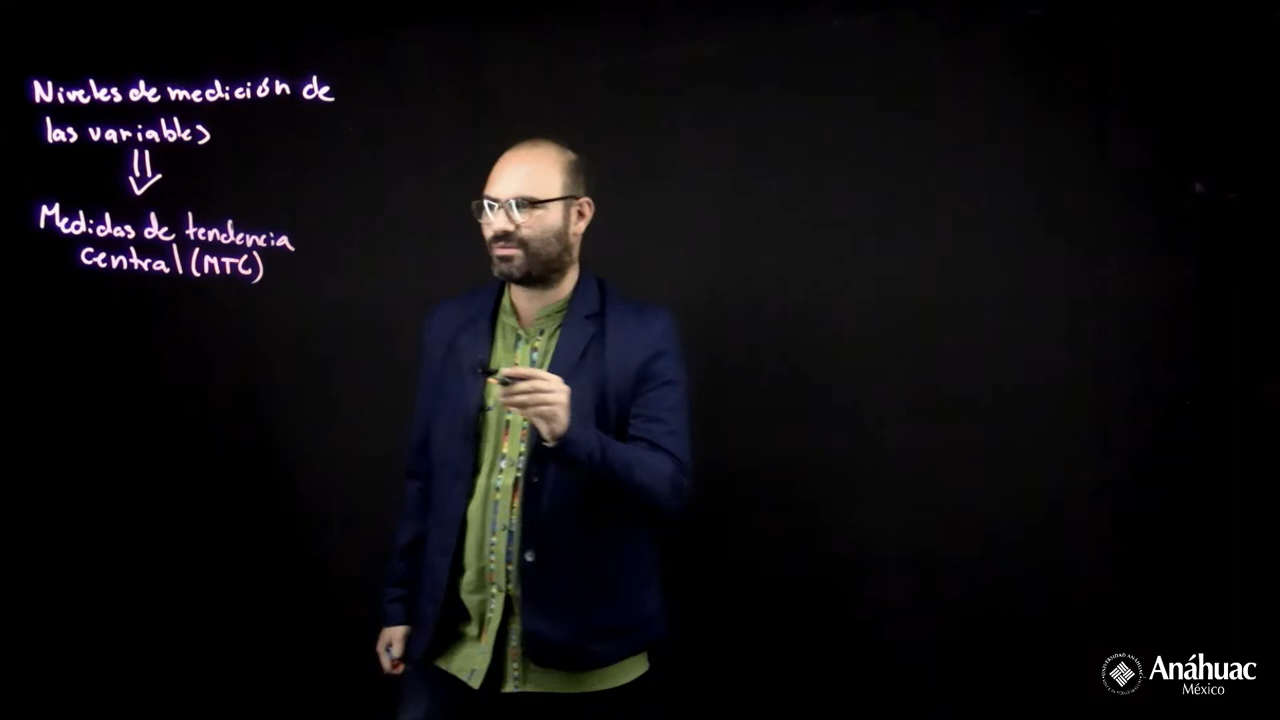 Niveles de medición de
las variables
Medidas de tendencia
central (MTC)
Anáhuac
México